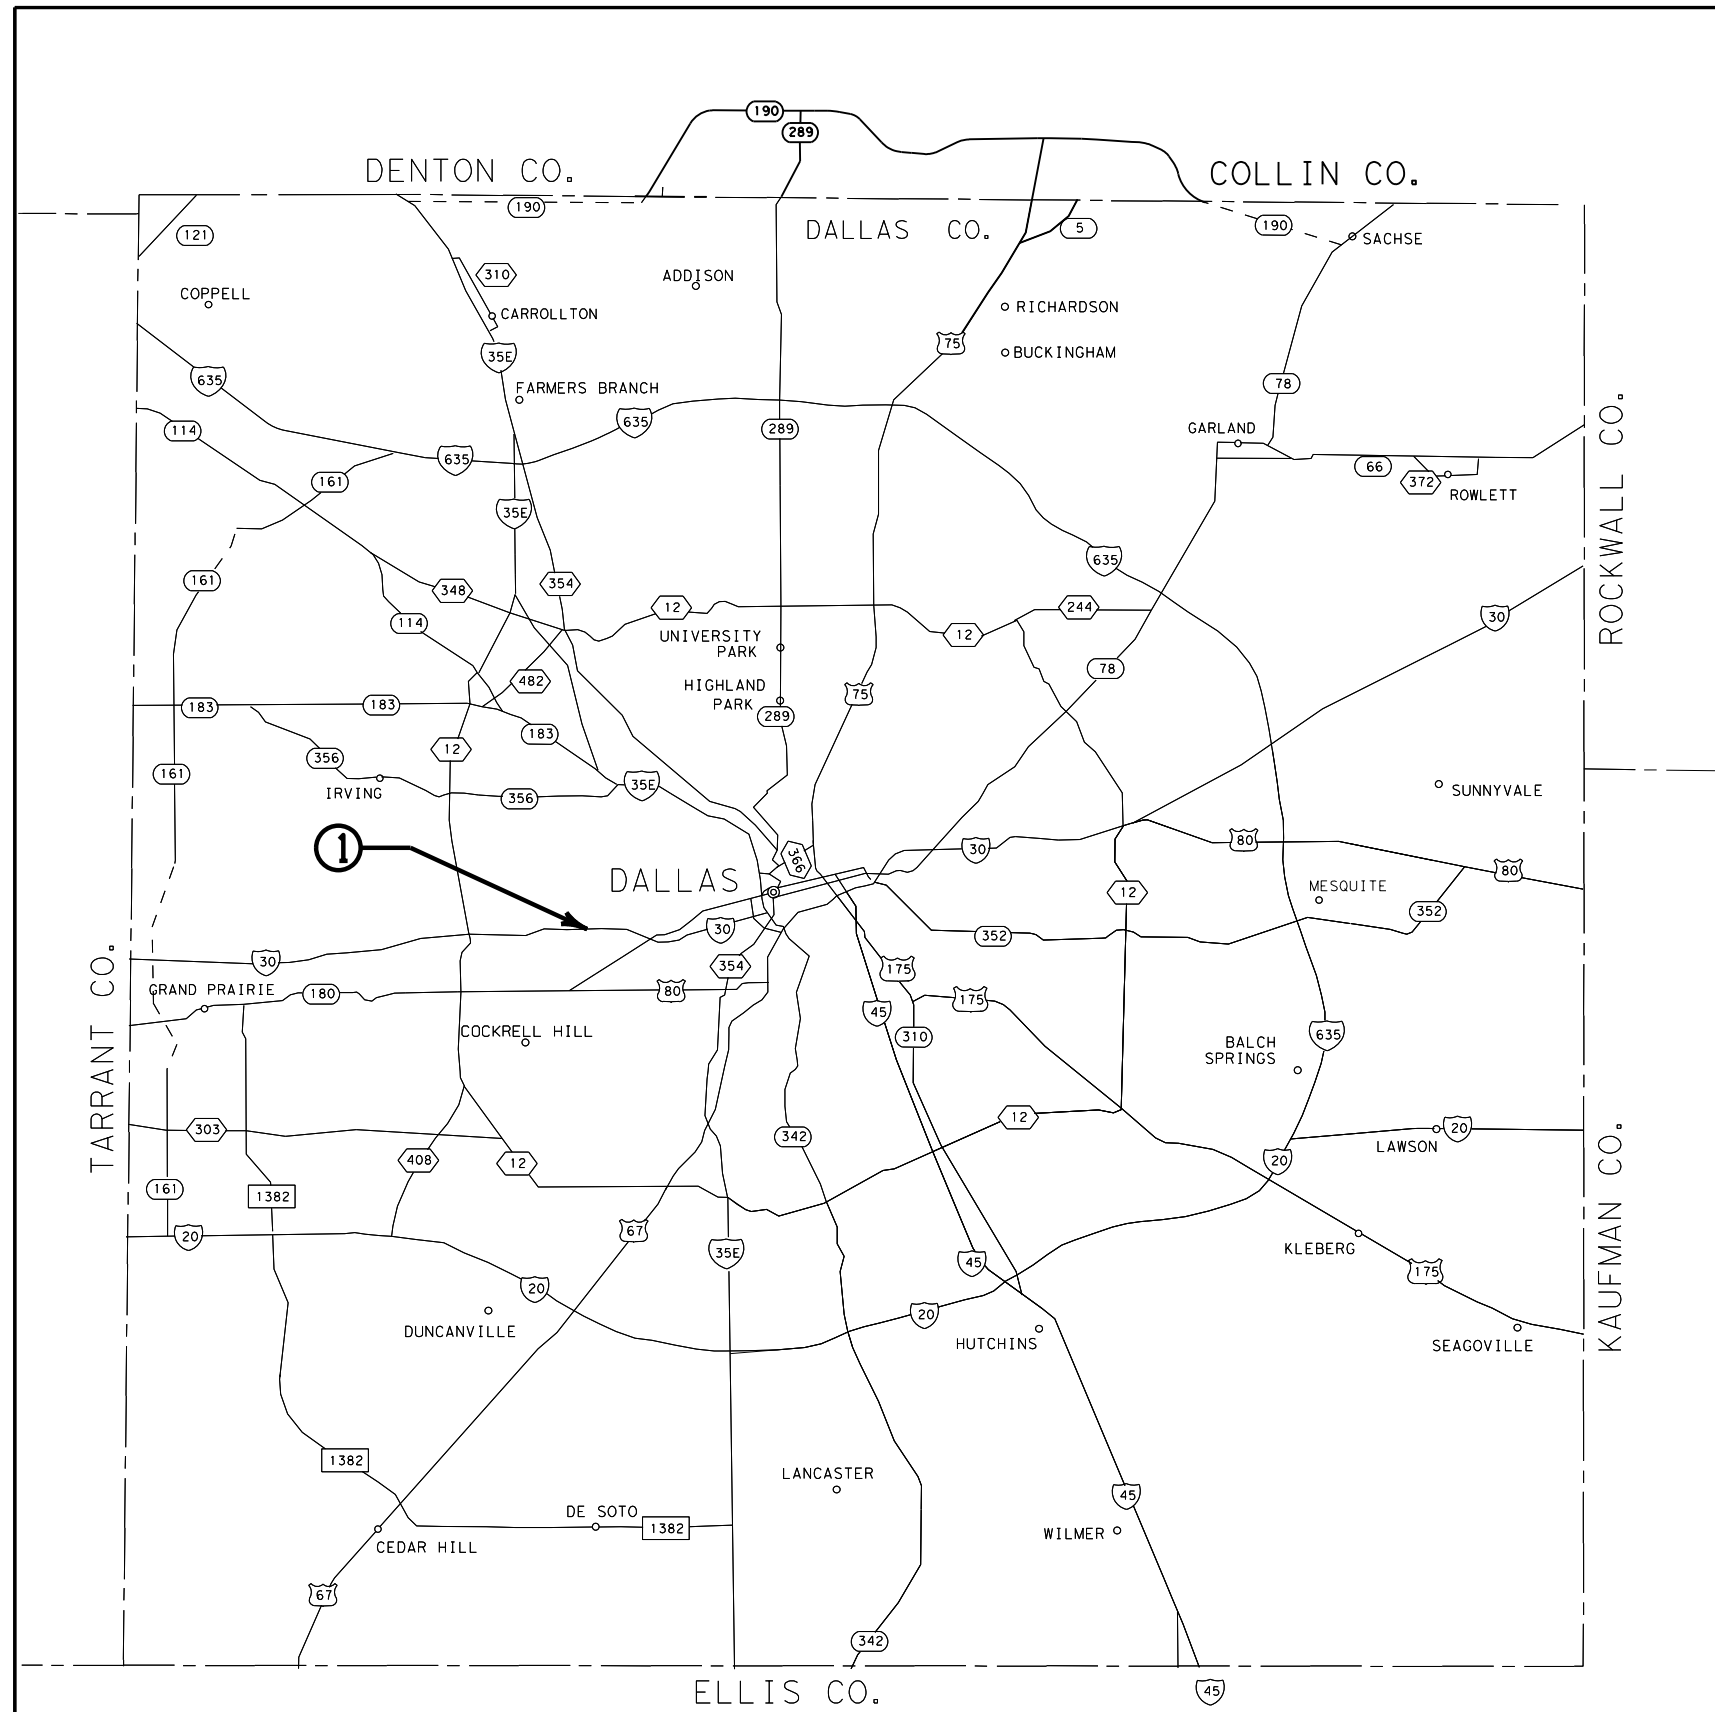 190
289
DENTON CO.
COLLIN CO.
190
121
DALLAS CO.
5
190
SACHSE
310
ADDISON
COPPELL
CARROLLTON
RICHARDSON
75
BUCKINGHAM
35E
635
FARMERS BRANCH
78
635
289
114
GARLAND
ROCKWALL CO.
635
66
161
372
ROWLETT
35E
635
161
354
348
12
244
30
114
12
UNIVERSITY
PARK
78
482
HIGHLAND
PARK
75
183
183
289
183
12
356
161
IRVING
35E
356
SUNNYVALE
1
366
30
80
80
DALLAS
MESQUITE
12
352
30
352
30
354
175
TARRANT CO.
GRAND PRAIRIE
180
80
175
45
COCKRELL HILL
310
635
BALCH
SPRINGS
303
12
342
20
LAWSON
408
12
20
161
1382
KAUFMAN CO.
67
20
35E
KLEBERG
45
175
20
20
DUNCANVILLE
HUTCHINS
SEAGOVILLE
1382
LANCASTER
45
DE SOTO
1382
WILMER
CEDAR HILL
67
342
ELLIS CO.
45